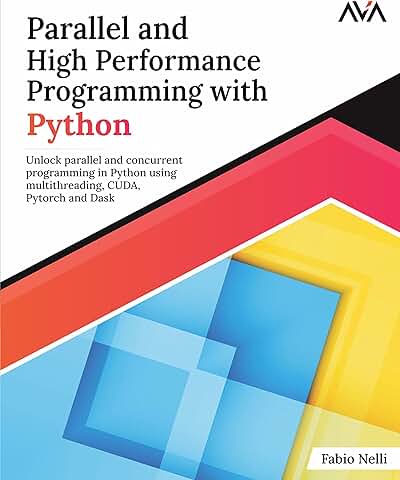 AVA
Parallel and
High Performance
Programming with
Python
Unlock parallel and concurrent
programming in Python using
multithreading, CUDA,
Pytorch and Dask
Fabio Nelli